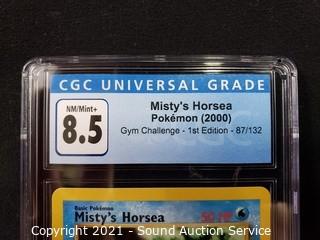 CGC UNIVERSAL GRADE
NM/Mint+
8.5
Misty's Horsea
Pokémon (2000)
Gym Challenge - 1st Edition - 87/132
Basic Pokémon
Misty's Horsea
50 HP
Copyright 2021 - Sound Auction Service